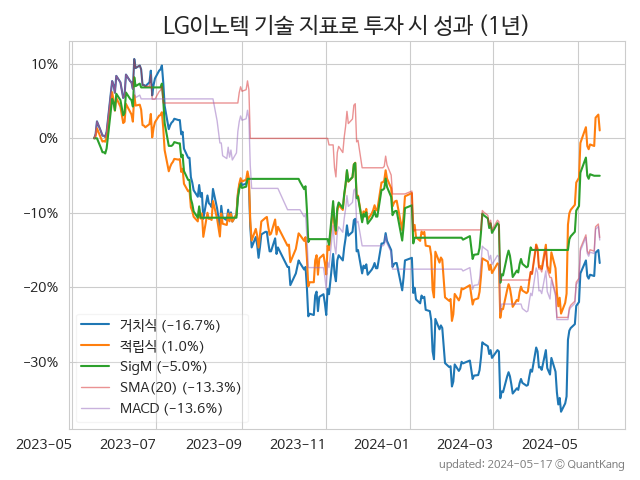 LG이노텍 기술 지표로 투자 시 성과 (1년)
10%
0%
−10%
−20%
−30%
거치식 (−16.7%)
적립식 (1.0%)
SigM (−5.0%)
SMA(20) (−13.3%)
MACD (−13.6%)
2023−05 2023−07 2023−09 2023−11 2024−01 2024−03 2024−05
updated: 2024−05−17 © QuantKang